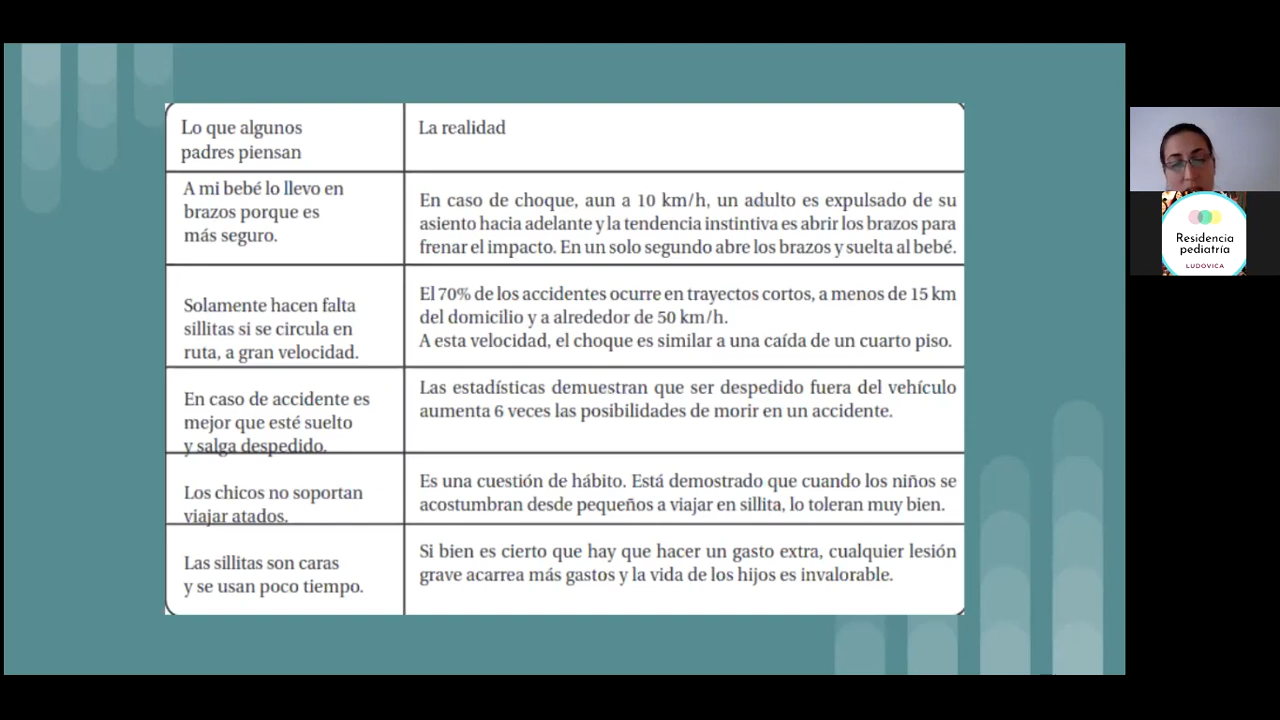 Lo que algunos
padres piensan
La realidad
A mi bebé lo llevo en
brazos porque es
más seguro.
En caso de choque, aun a 10 km/h, un adulto es expulsado de su
asiento hacia adelante y la tendencia instintiva es abrir los brazos para
frenar el impacto. En un solo segundo abre los brazos y suelta al bebé.
Solamente hacen falta
sillitas si se circula en
ruta, a gran velocidad.
El 70% de los accidentes ocurre en trayectos cortos, a menos de 15 km
del domicilio y a alrededor de 50 km/h.
A esta velocidad, el choque es similar a una caída de un cuarto piso.
En caso de accidente es
mejor que esté suelto
y salga despedido.
Las estadísticas demuestran que ser despedido fuera del vehículo
aumenta 6 veces las posibilidades de morir en un accidente.
Los chicos no soportan
viajar atados.
Es una cuestión de hábito. Está demostrado que cuando los niños se
acostumbran desde pequeños a viajar en sillita, lo toleran muy bien.
Las sillitas son caras
y se usan poco tiempo.
Si bien es cierto que hay que hacer un gasto extra, cualquier lesión
grave acarrea más gastos y la vida de los hijos es invalorable.
Residencia
pediatría
LUDOVICA